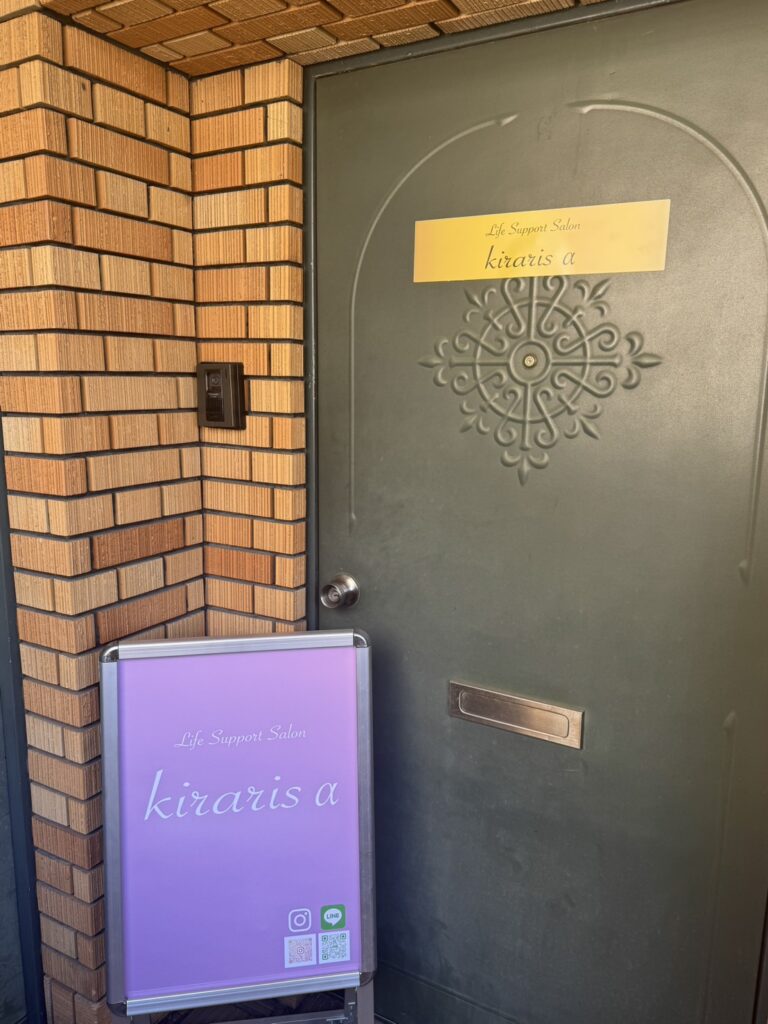 Life Support Salon
kiraris α
Life Support Salon
kiraris α
LINE